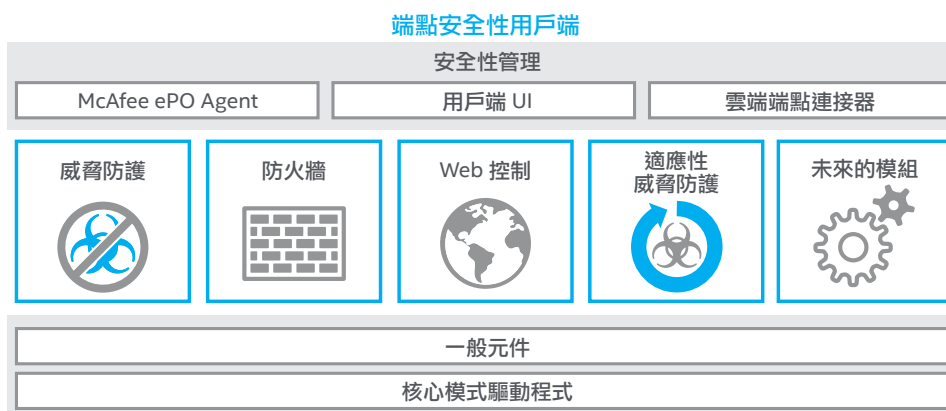 端點安全性用戶端
安全性管理
McAfee ePO Agent
用戶端 UI
雲端端點連接器
威脅防護
防火牆
Web 控制
適應性
威脅防護
未來的模組
一般元件
核心模式驅動程式